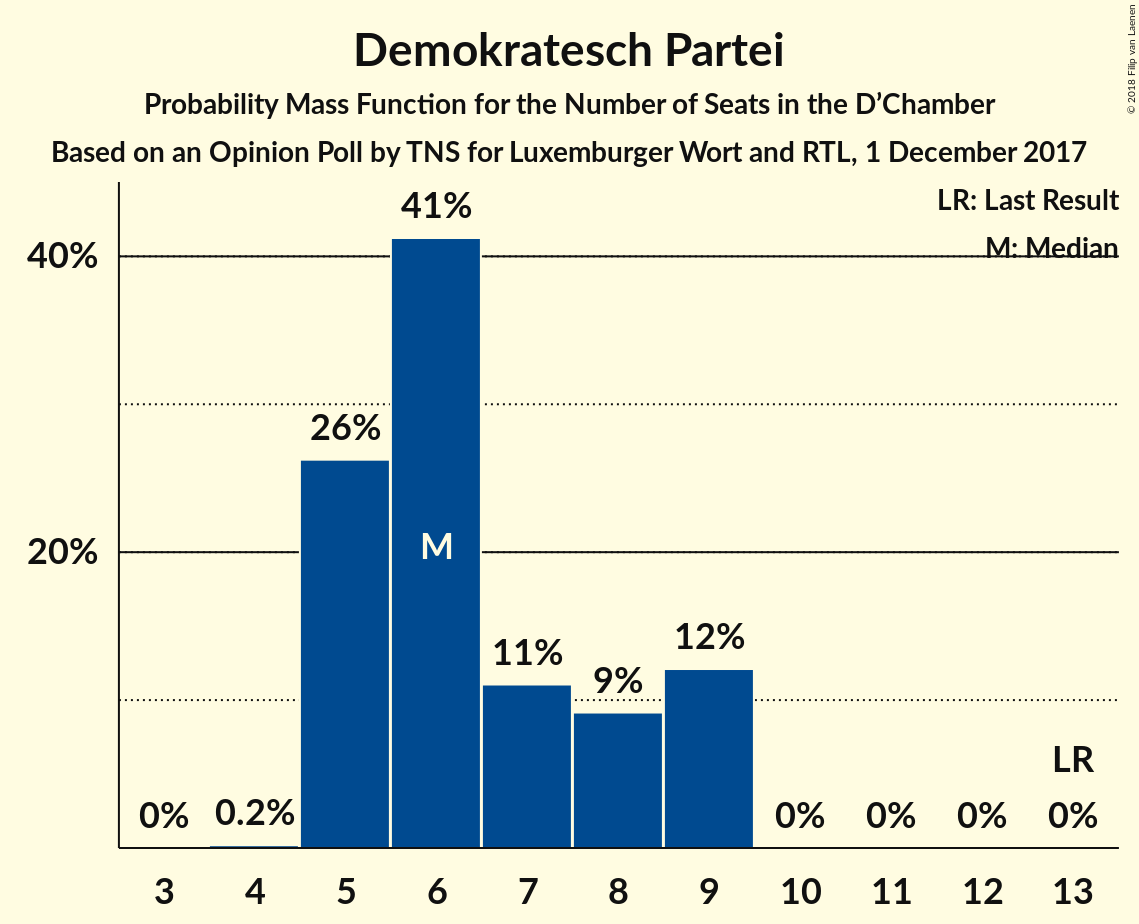 Demokratesch Partei
Probability Mass Function for the Number of Seats in the D’Chamber
Based on an Opinion Poll by TNS for Luxemburger Wort and RTL, 1 December 2017
© 2018 Filip van Laenen
LR: Last Result
M: Median
40%
20%
0%
0.2%
26%
41%
M
11%
9%
12%
0%
0%
0%
LR
0%
3 4 5 6 7 8 9 10 11 12 13